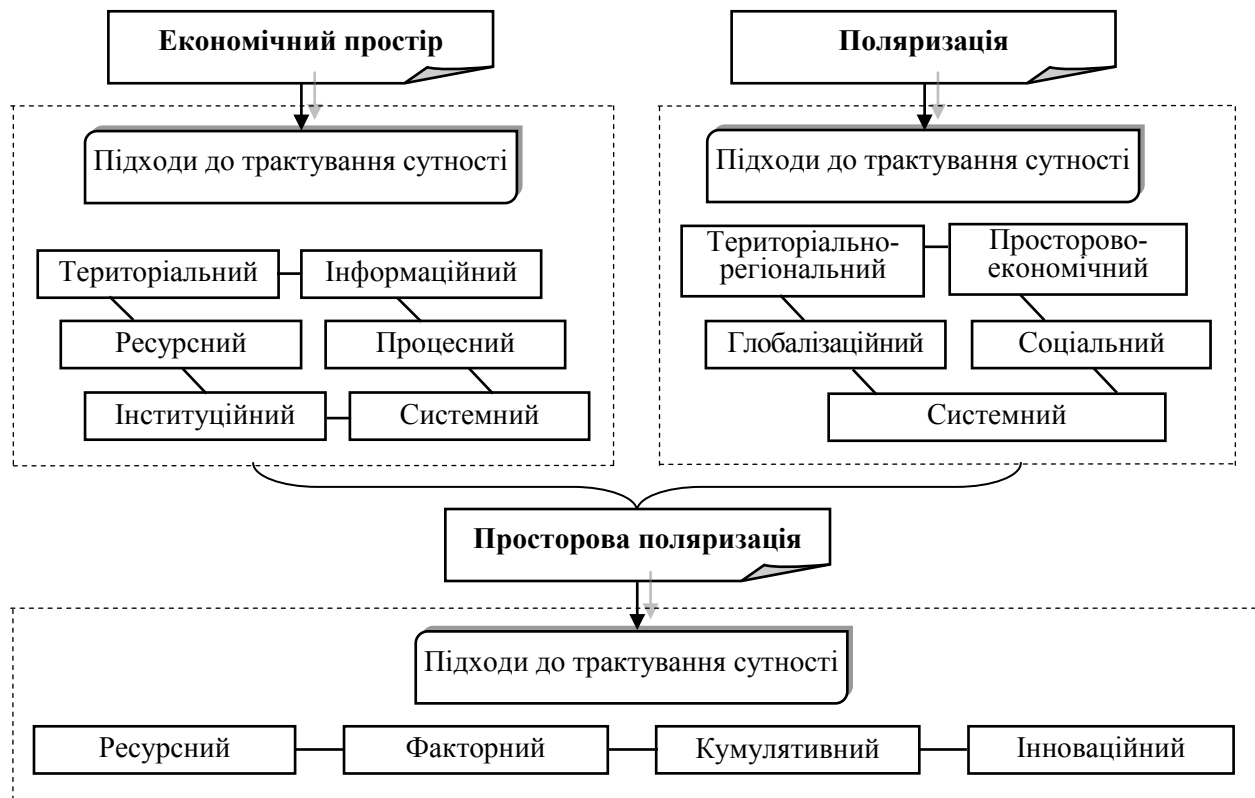 Економічний простір
Поляризація
Підходи до трактування сутності
Підходи до трактування сутності
Територіальний
Інформаційний
Ресурсний
Процесний
Інституційний
Системний
Територіально-
регіональний
Просторово-
економічний
Глобалізаційний
Соціальний
Системний
Просторова поляризація
Підходи до трактування сутності
Ресурсний
Факторний
Кумулятивний
Інноваційний